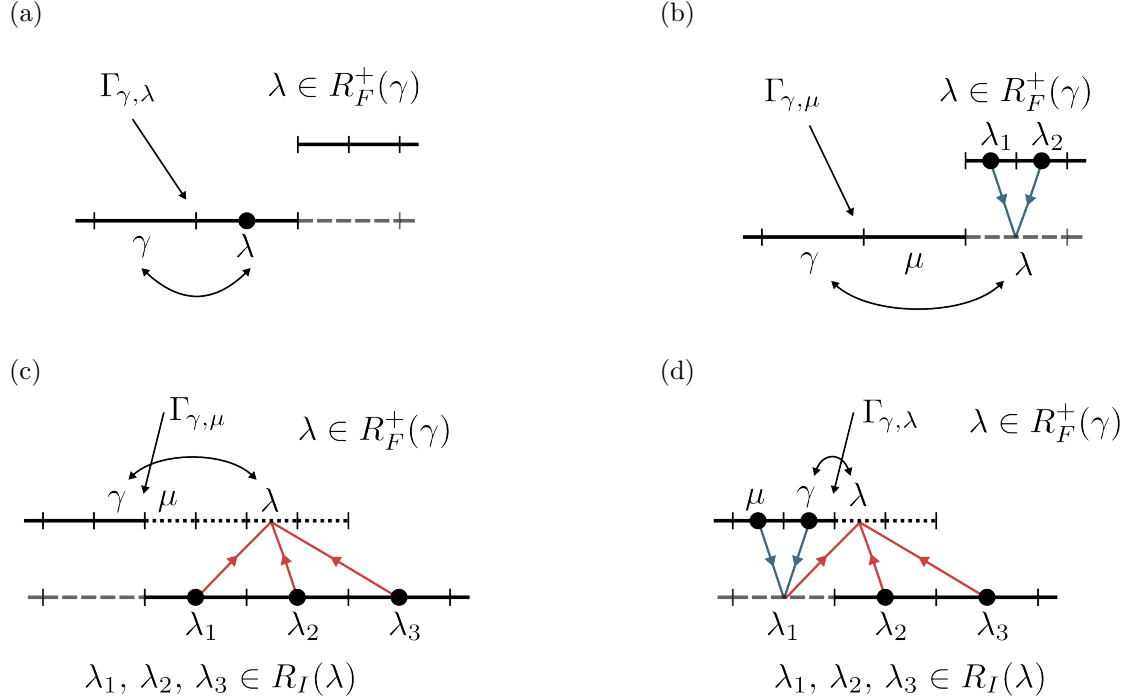 (a)
(b)
Γ_{γ,λ}
λ ∈ R_F^+(γ)
γ
λ
Γ_{γ,μ}
λ ∈ R_F^+(γ)
λ_1 λ_2
γ
μ
λ
(c)
(d)
Γ_{γ,μ}
λ ∈ R_F^+(γ)
γ
μ
λ
λ_1
λ_2
λ_3
λ_1, λ_2, λ_3 ∈ R_I(λ)
Γ_{γ,λ}
λ ∈ R_F^+(γ)
μ
γ
λ
λ_1
λ_2
λ_3
λ_1, λ_2, λ_3 ∈ R_I(λ)